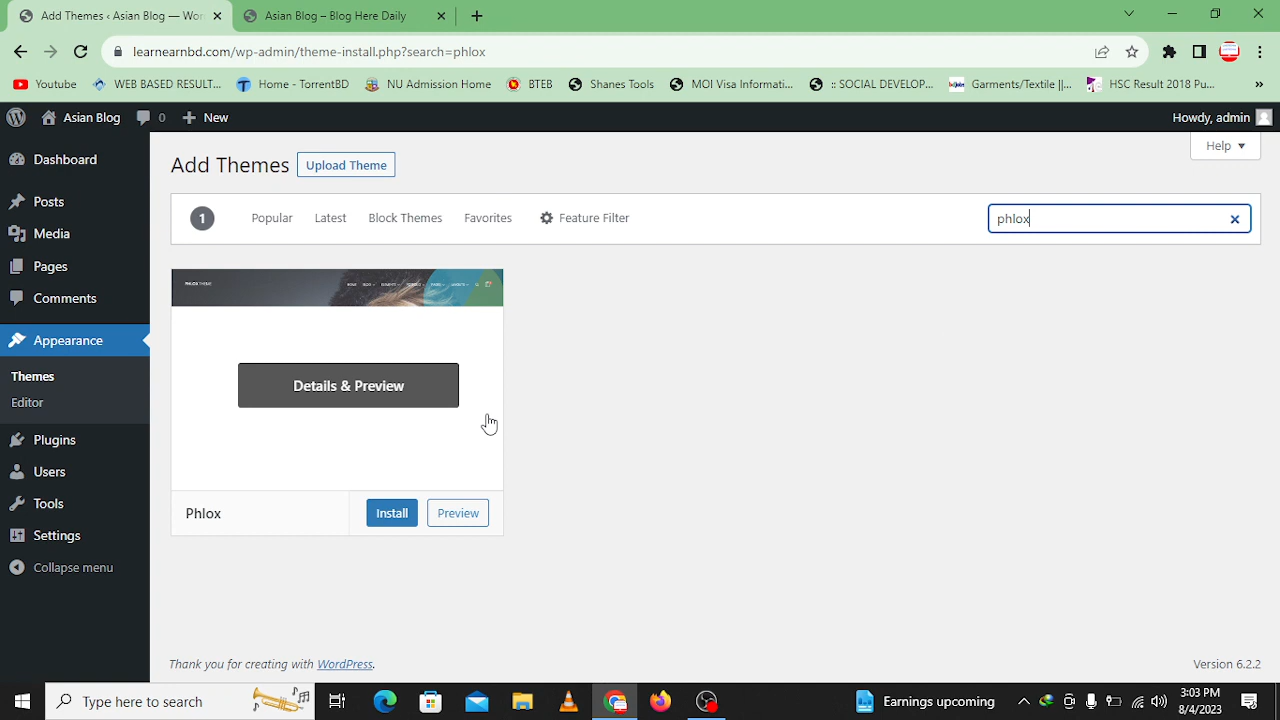 Add Themes ‹ Asian Blog — Wor
Asian Blog – Blog Here Daily
learnearnbd.com/wp-admin/theme-install.php?search=phlox
Youtube
WEB BASED RESULT...
Home - TorrentBD
NU Admission Home
BTEB
Shanes Tools
MOI Visa Informati...
:: SOCIAL DEVELOP...
Garments/Textile ||...
HSC Result 2018 Pu...
»
Asian Blog
0
New
Howdy, admin
Dashboard
Posts
Media
Pages
Comments
Appearance
Themes
Editor
Plugins
Users
Tools
Settings
Collapse menu
Help
Add Themes
Upload Theme
1
Popular
Latest
Block Themes
Favorites
Feature Filter
phlox
PHLOX THEME
Details & Preview
Phlox
Install
Preview
Thank you for creating with WordPress.
Version 6.2.2
Type here to search
Earnings upcoming
3:03 PM
8/4/2023